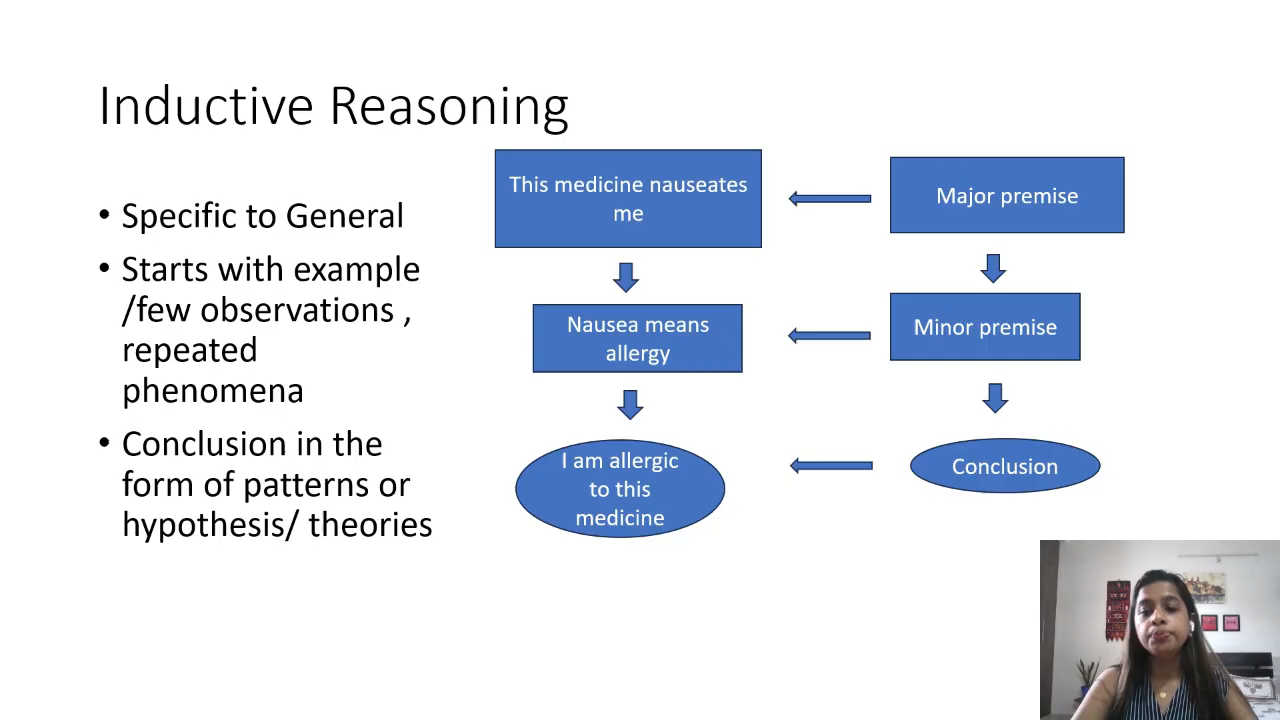 Inductive Reasoning
• Specific to General
• Starts with example
/few observations ,
repeated
phenomena
• Conclusion in the
form of patterns or
hypothesis/ theories
This medicine nauseates
me
Major premise
Nausea means
allergy
Minor premise
I am allergic
to this
medicine
Conclusion